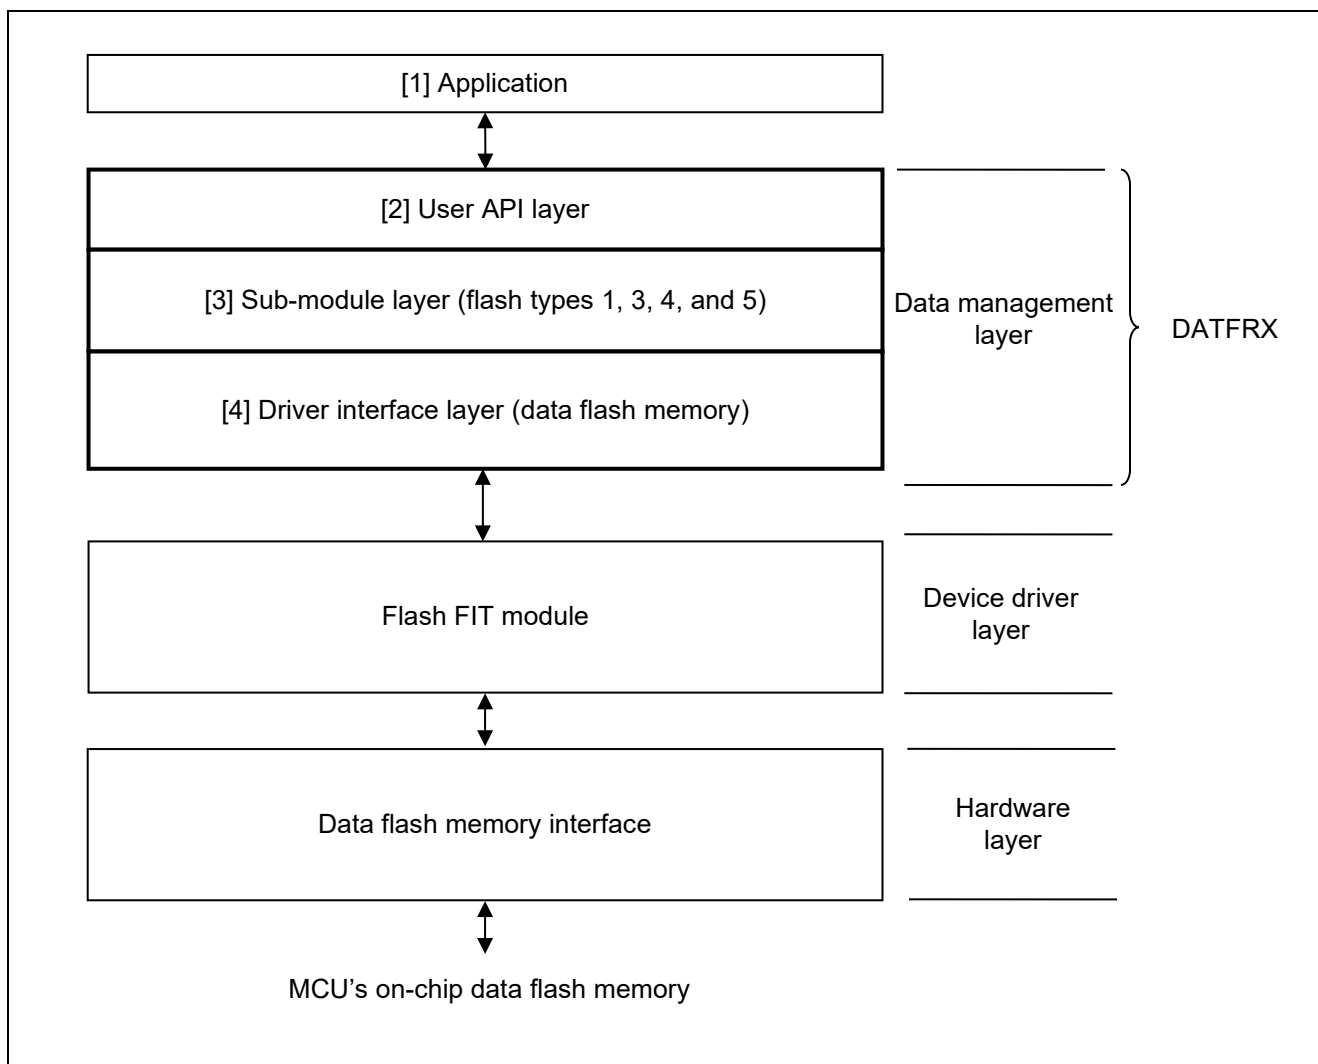 [1] Application
[2] User API layer
[3] Sub-module layer (flash types 1, 3, 4, and 5)
[4] Driver interface layer (data flash memory)
Data management
layer
DATFRX
Flash FIT module
Device driver
layer
Data flash memory interface
Hardware
layer
MCU’s on-chip data flash memory